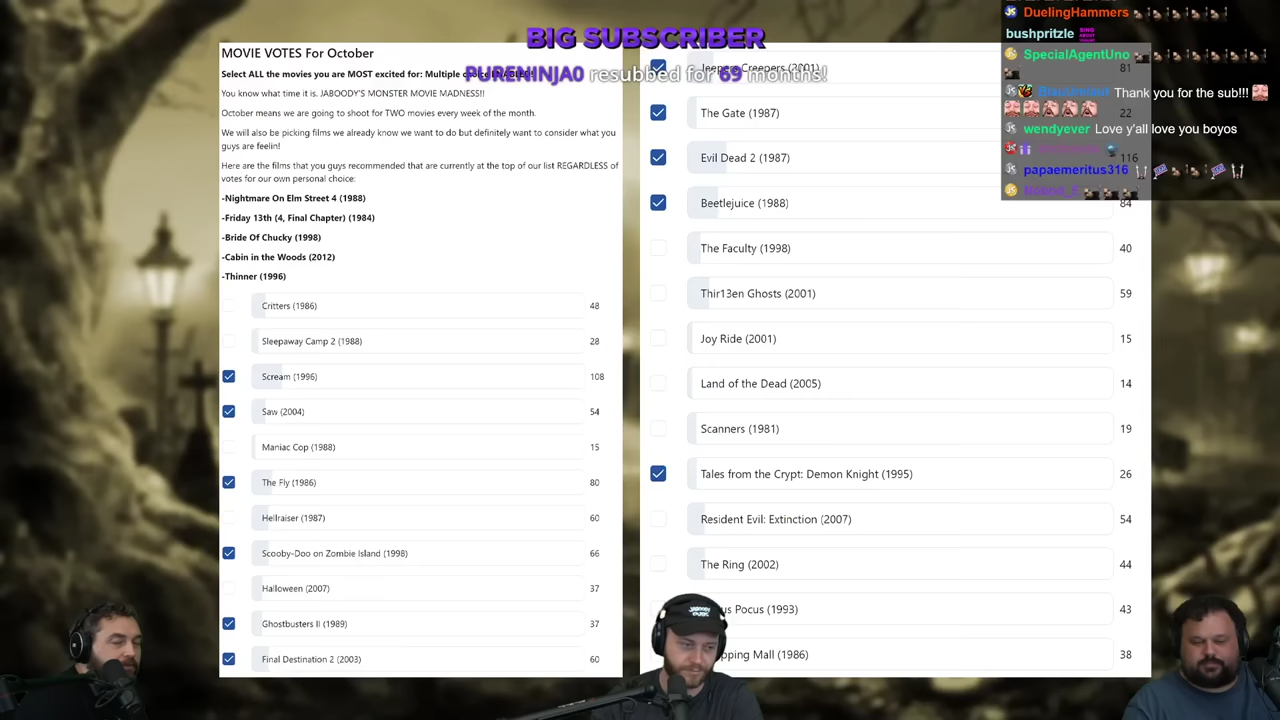 BIG SUBSCRIBER
PURENINJA0 resubbed for 69 months!
MOVIE VOTES For October
Select ALL the movies you are MOST excited for: Multiple choice ENABLED!
You know what time it is. JABOODY'S MONSTER MOVIE MADNESS!!
October means we are going to shoot for TWO movies every week of the month.
We will also be picking films we already know we want to do but definitely want to consider what you
guys are feelin!
Here are the films that you guys recommended that are currently at the top of our list REGARDLESS of
votes for our own personal choice:
-Nightmare On Elm Street 4 (1988)
-Friday 13th (4, Final Chapter) (1984)
-Bride Of Chucky (1998)
-Cabin in the Woods (2012)
-Thinner (1996)
Critters (1986) 48
Sleepaway Camp 2 (1988) 28
Scream (1996) 108
Saw (2004) 54
Maniac Cop (1988) 15
The Fly (1986) 80
Hellraiser (1987) 60
Scooby-Doo on Zombie Island (1998) 66
Halloween (2007) 37
Ghostbusters II (1989) 37
Final Destination 2 (2003) 60
Jeepers Creepers (2001) 81
The Gate (1987) 22
Evil Dead 2 (1987) 116
Beetlejuice (1988) 84
The Faculty (1998) 40
Thir13en Ghosts (2001) 59
Joy Ride (2001) 15
Land of the Dead (2005) 14
Scanners (1981) 19
Tales from the Crypt: Demon Knight (1995) 26
Resident Evil: Extinction (2007) 54
The Ring (2002) 44
us Pocus (1993) 43
pping Mall (1986) 38
DuelingHammers
bushpritzle
SpecialAgentUno
Thank you for the sub!!!
wendyever Love y'all love you boyos
papaemeritus316
JABOODY